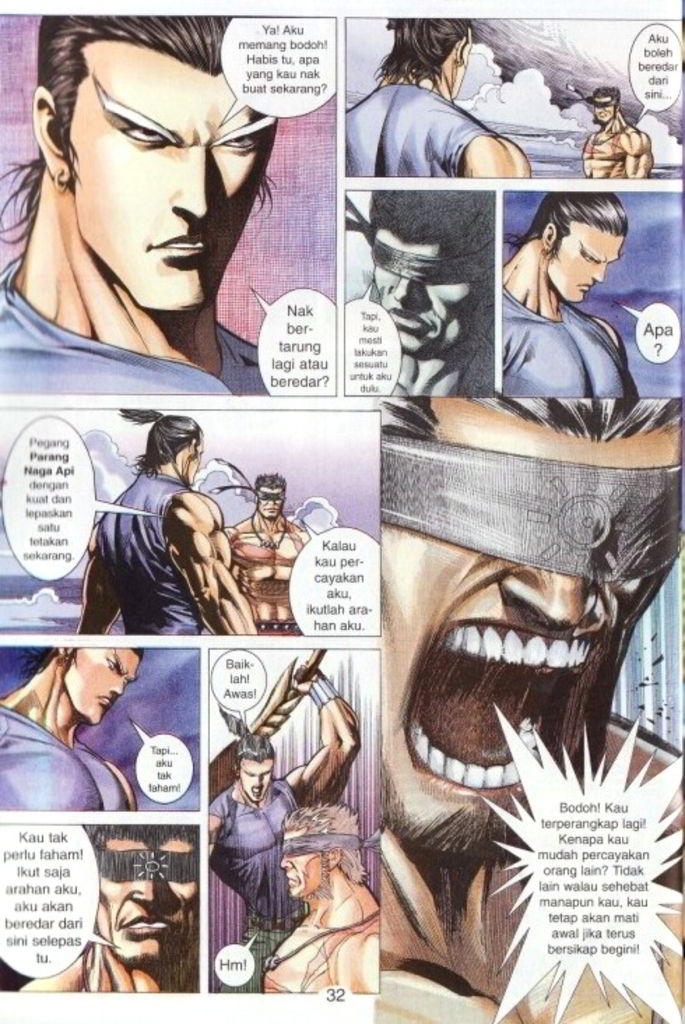 Ya! Aku
memang bodoh!
Habis tu, apa
yang kau nak
buat sekarang?
Nak
ber-
tarung
lagi atau
beredar?
Aku
boleh
beredar
dari
sini...
Tapi,
kau
mesti
lakukan
sesuatu
untuk aku
dulu.
Apa
?
Pegang
Parang
Naga Api
dengan
kuat dan
lepaskan
satu
tetakan
sekarang.
Kalau
kau per-
cayakan
aku,
ikutlah ara-
han aku.
Tapi...
aku tak
faham!
Kau tak
perlu faham!
Ikut saja
arahan aku,
aku akan
beredar dari
sini selepas
tu.
Baik-
lah!
Awas!
Hm!
Bodoh! Kau
terperangkap lagi!
Kenapa kau
mudah percayakan
orang lain? Tidak
lain walau sehebat
manapun kau, kau
tetap akan mati
awal jika terus
bersikap begini!
32